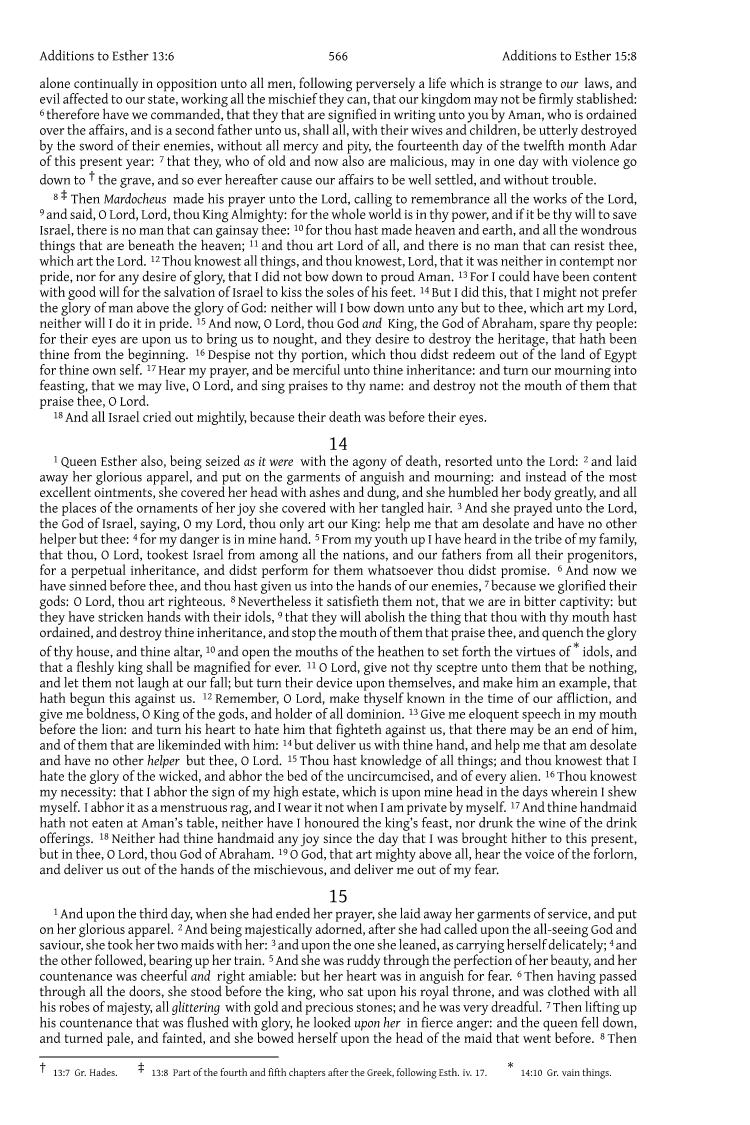 Additions to Esther 13:6 566 Additions to Esther 15:8
alone continually in opposition unto all men, following perversely a life which is strange to our laws, and
evil affected to our state, working all the mischief they can, that our kingdom may not be firmly stablished:
6 therefore have we commanded, that they that are signified in writing unto you by Aman, who is ordained
over the affairs, and is a second father unto us, shall all, with their wives and children, be utterly destroyed
by the sword of their enemies, without all mercy and pity, the fourteenth day of the twelfth month Adar
of this present year: 7 that they, who of old and now also are malicious, may in one day with violence go
down to † the grave, and so ever hereafter cause our affairs to be well settled, and without trouble.
8 ‡ Then Mardocheus made his prayer unto the Lord, calling to remembrance all the works of the Lord,
9 and said, O Lord, Lord, thou King Almighty: for the whole world is in thy power, and if it be thy will to save
Israel, there is no man that can gainsay thee: 10 for thou hast made heaven and earth, and all the wondrous
things that are beneath the heaven; 11 and thou art Lord of all, and there is no man that can resist thee,
which art the Lord. 12 Thou knowest all things, and thou knowest, Lord, that it was neither in contempt nor
pride, nor for any desire of glory, that I did not bow down to proud Aman. 13 For I could have been content
with good will for the salvation of Israel to kiss the soles of his feet. 14 But I did this, that I might not prefer
the glory of man above the glory of God: neither will I bow down unto any but to thee, which art my Lord,
neither will I do it in pride. 15 And now, O Lord, thou God and King, the God of Abraham, spare thy people:
for their eyes are upon us to bring us to nought, and they desire to destroy the heritage, that hath been
thine from the beginning. 16 Despise not thy portion, which thou didst redeem out of the land of Egypt
for thine own self. 17 Hear my prayer, and be merciful unto thine inheritance: and turn our mourning into
feasting, that we may live, O Lord, and sing praises to thy name: and destroy not the mouth of them that
praise thee, O Lord.
18 And all Israel cried out mightily, because their death was before their eyes.
14
1 Queen Esther also, being seized as it were with the agony of death, resorted unto the Lord: 2 and laid
away her glorious apparel, and put on the garments of anguish and mourning: and instead of the most
excellent ointments, she covered her head with ashes and dung, and she humbled her body greatly, and all
the places of the ornaments of her joy she covered with her tangled hair. 3 And she prayed unto the Lord,
the God of Israel, saying, O my Lord, thou only art our King: help me that am desolate and have no other
helper but thee: 4 for my danger is in mine hand. 5 From my youth up I have heard in the tribe of my family,
that thou, O Lord, tookest Israel from among all the nations, and our fathers from all their progenitors,
for a perpetual inheritance, and didst perform for them whatsoever thou didst promise. 6 And now we
have sinned before thee, and thou hast given us into the hands of our enemies, 7 because we glorified their
gods: O Lord, thou art righteous. 8 Nevertheless it satisfieth them not, that we are in bitter captivity: but
they have stricken hands with their idols, 9 that they will abolish the thing that thou with thy mouth hast
ordained, and destroy thine inheritance, and stop the mouth of them that praise thee, and quench the glory
of thy house, and thine altar, 10 and open the mouths of the heathen to set forth the virtues of * idols, and
that a fleshly king shall be magnified for ever. 11 O Lord, give not thy sceptre unto them that be nothing,
and let them not laugh at our fall; but turn their device upon themselves, and make him an example, that
hath begun this against us. 12 Remember, O Lord, make thyself known in the time of our affliction, and
give me boldness, O King of the gods, and holder of all dominion. 13 Give me eloquent speech in my mouth
before the lion: and turn his heart to hate him that fighteth against us, that there may be an end of him,
and of them that are likeminded with him: 14 but deliver us with thine hand, and help me that am desolate
and have no other helper but thee, O Lord. 15 Thou hast knowledge of all things; and thou knowest that I
hate the glory of the wicked, and abhor the bed of the uncircumcised, and of every alien. 16 Thou knowest
my necessity: that I abhor the sign of my high estate, which is upon mine head in the days wherein I shew
myself. I abhor it as a menstruous rag, and I wear it not when I am private by myself. 17 And thine handmaid
hath not eaten at Aman's table, neither have I honoured the king's feast, nor drunk the wine of the drink
offerings. 18 Neither had thine handmaid any joy since the day that I was brought hither to this present,
but in thee, O Lord, thou God of Abraham. 19 O God, that art mighty above all, hear the voice of the forlorn,
and deliver us out of the hands of the mischievous, and deliver me out of my fear.
15
1 And upon the third day, when she had ended her prayer, she laid away her garments of service, and put
on her glorious apparel. 2 And being majestically adorned, after she had called upon the all-seeing God and
saviour, she took her two maids with her: 3 and upon the one she leaned, as carrying herself delicately; 4 and
the other followed, bearing up her train. 5 And she was ruddy through the perfection of her beauty, and her
countenance was cheerful and right amiable: but her heart was in anguish for fear. 6 Then having passed
through all the doors, she stood before the king, who sat upon his royal throne, and was clothed with all
his robes of majesty, all glittering with gold and precious stones; and he was very dreadful. 7 Then lifting up
his countenance that was flushed with glory, he looked upon her in fierce anger: and the queen fell down,
and turned pale, and fainted, and she bowed herself upon the head of the maid that went before. 8 Then
† 13:7 Gr. Hades. ‡ 13:8 Part of the fourth and fifth chapters after the Greek, following Esth. iv. 17. * 14:10 Gr. vain things.